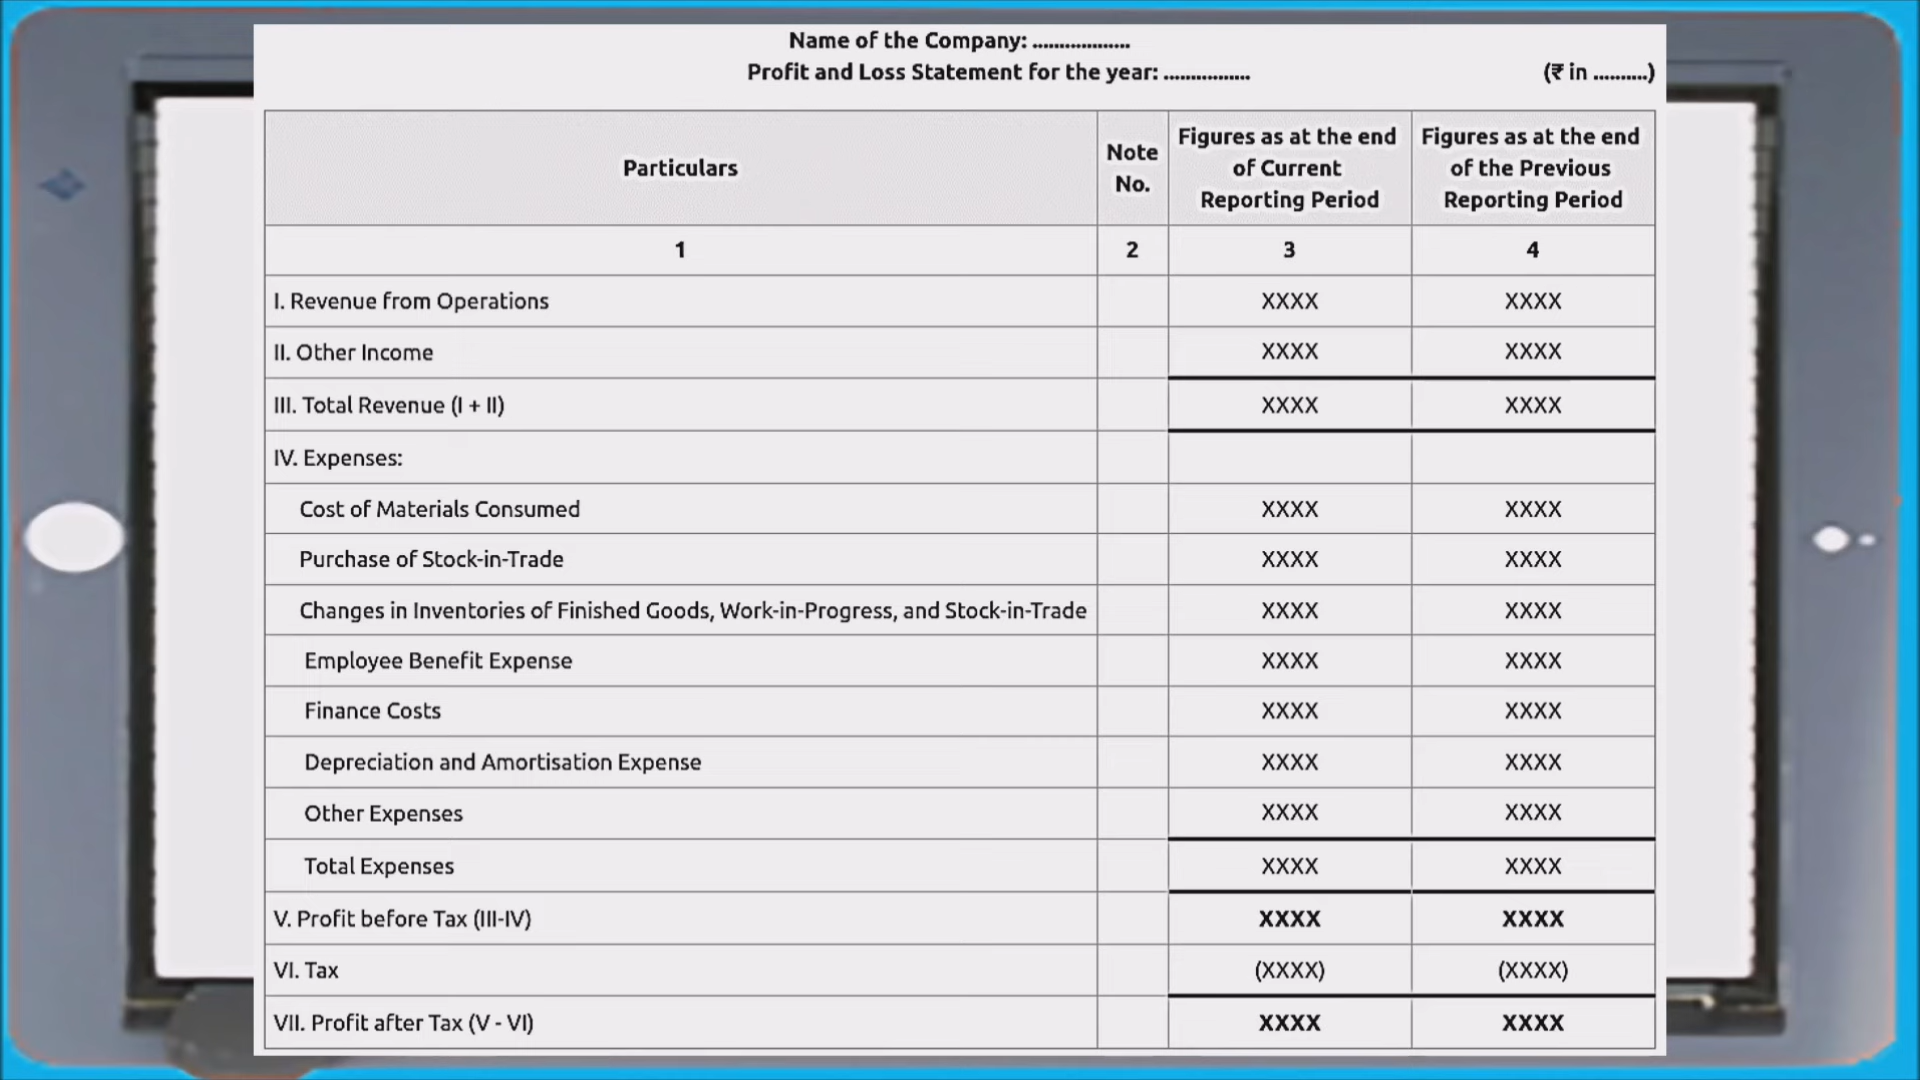 Name of the Company: ..................
Profit and Loss Statement for the year: ................ (₹ in ..........)
Particulars Note No. Figures as at the end of Current Reporting Period Figures as at the end of the Previous Reporting Period
1 2 3 4
I. Revenue from Operations XXXX XXXX
II. Other Income XXXX XXXX
III. Total Revenue (I + II) XXXX XXXX
IV. Expenses:
Cost of Materials Consumed XXXX XXXX
Purchase of Stock-in-Trade XXXX XXXX
Changes in Inventories of Finished Goods, Work-in-Progress, and Stock-in-Trade XXXX XXXX
Employee Benefit Expense XXXX XXXX
Finance Costs XXXX XXXX
Depreciation and Amortisation Expense XXXX XXXX
Other Expenses XXXX XXXX
Total Expenses XXXX XXXX
V. Profit before Tax (III-IV) XXXX XXXX
VI. Tax (XXXX) (XXXX)
VII. Profit after Tax (V - VI) XXXX XXXX